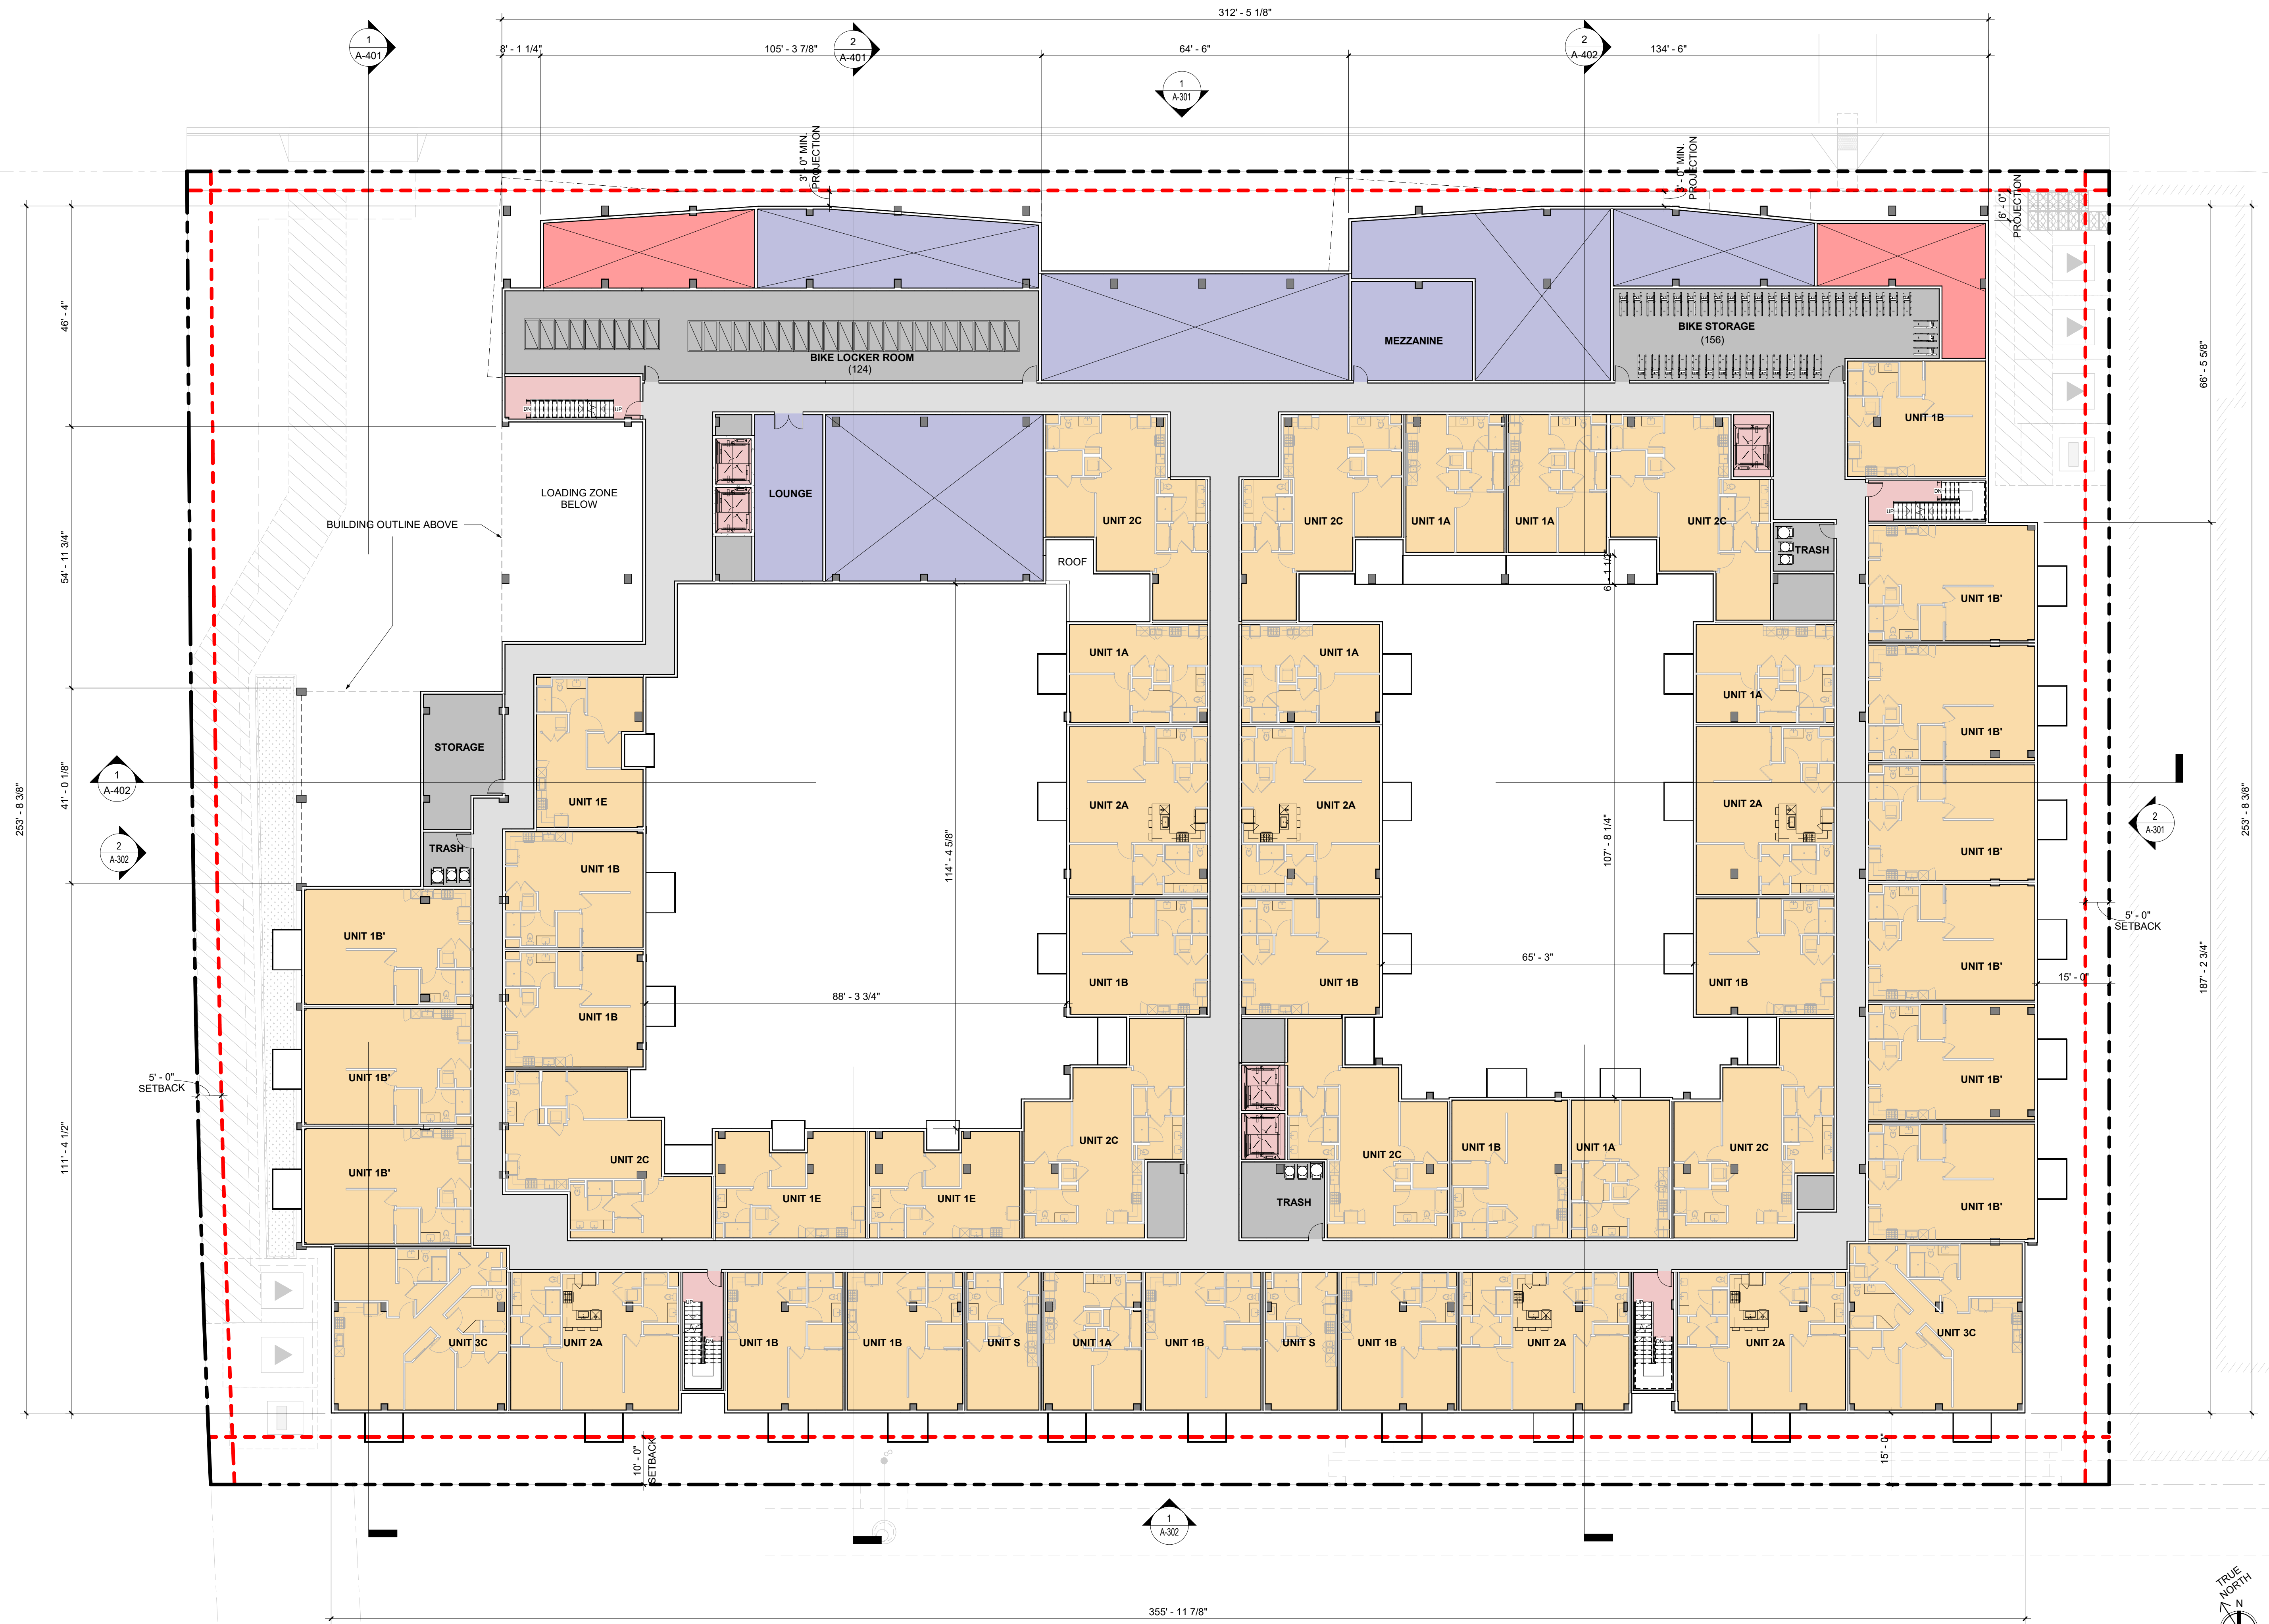 312' - 5 1/8"
1
A-401
8' - 1 1/4"
105' - 3 7/8"
2
A-401
64' - 6"
2
A-402
134' - 6"
1
A-301
3' - 0" MIN.
PROJECTION
PROJECTION
6' - 0"
PROJECTION
46' - 4"
BIKE LOCKER ROOM
(124)
MEZZANINE
BIKE STORAGE
(156)
66' - 5 5/8"
DN
UP
UNIT 1B
LOADING ZONE
BELOW
BUILDING OUTLINE ABOVE
LOUNGE
UNIT 2C
UNIT 2C
UNIT 1A
UNIT 1A
UNIT 2C
DN
UP
TRASH
ROOF
54' - 11 3/4"
UNIT 1B'
UNIT 1A
UNIT 1A
UNIT 1A
UNIT 1B'
STORAGE
41' - 0 1/8"
1
A-402
253' - 8 3/8"
UNIT 1E
UNIT 2A
UNIT 2A
UNIT 2A
2
A-301
253' - 8 3/8"
2
A-302
TRASH
114' - 4 5/8"
107' - 8 1/4"
UNIT 1B'
UNIT 1B
5' - 0"
SETBACK
UNIT 1B'
65' - 3"
UNIT 1B'
15' - 0"
187' - 2 3/4"
UNIT 1B
UNIT 1B
UNIT 1B
88' - 3 3/4"
UNIT 1B
5' - 0"
SETBACK
UNIT 1B'
UNIT 1B'
111' - 4 1/2"
UNIT 2C
UNIT 2C
UNIT 1B
UNIT 1A
UNIT 2C
UNIT 2C
UNIT 1B'
UNIT 1E
UNIT 1E
TRASH
UNIT 1B'
UP
DN
DN
UNIT 3C
UNIT 2A
UNIT 1B
UNIT 1B
UNIT S
UNIT 1A
UNIT 1B
UNIT S
UNIT 1B
UNIT 2A
UNIT 2A
UNIT 3C
10' - 0"
SETBACK
15' - 0"
1
A-302
TRUE
NORTH
N
355' - 11 7/8"